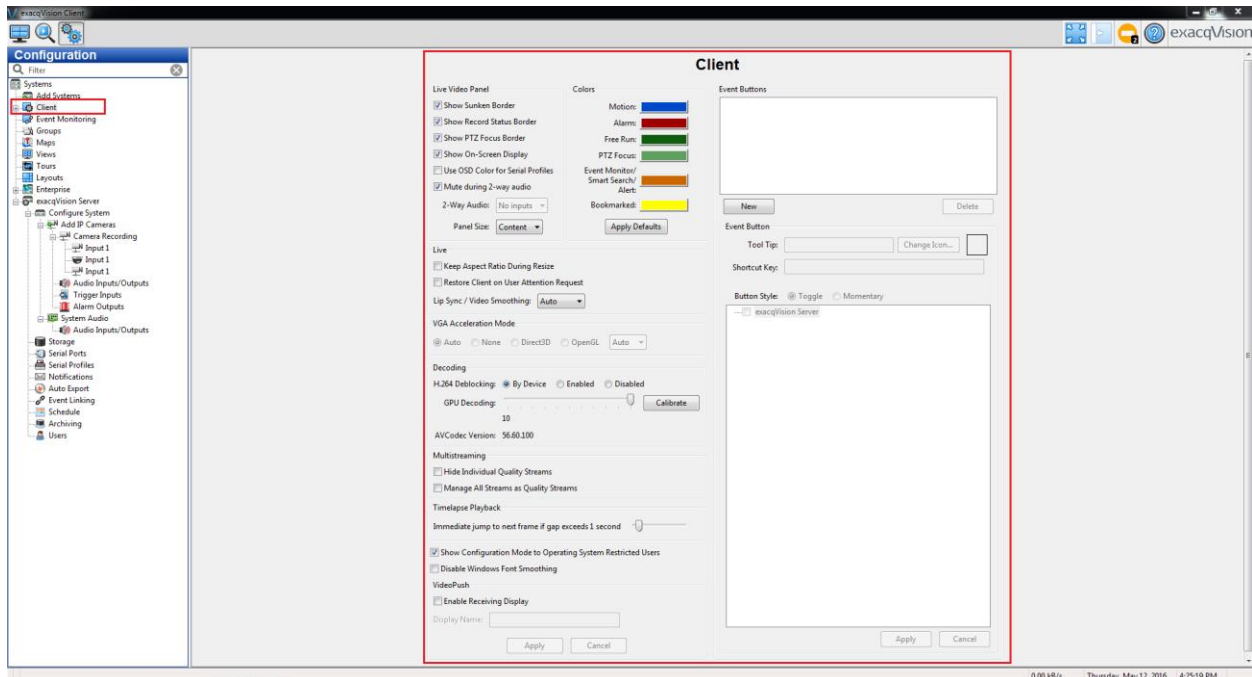 exacqVision Client
exacqVision
Configuration
Filter
Systems
Add Systems
Client
Event Monitoring
Groups
Maps
Views
Tours
Layouts
Enterprise
exacqVision Server
Configure System
Add IP Cameras
Camera Recording
Input 1
Input 1
Input 1
Audio Inputs/Outputs
Trigger Inputs
Alarm Outputs
System Audio
Audio Inputs/Outputs
Storage
Serial Ports
Serial Profiles
Notifications
Auto Export
Event Linking
Schedule
Archiving
Users
Client
Live Video Panel
Show Sunken Border
Show Record Status Border
Show PTZ Focus Border
Show On-Screen Display
Use OSD Color for Serial Profiles
Mute during 2-way audio
2-Way Audio: No inputs
Panel Size: Content
Colors
Motion:
Alarm:
Free Run:
PTZ Focus:
Event Monitor/
Smart Search/
Alert:
Bookmarked:
Apply Defaults
Live
Keep Aspect Ratio During Resize
Restore Client on User Attention Request
Lip Sync / Video Smoothing: Auto
VGA Acceleration Mode
Auto None Direct3D OpenGL Auto
Decoding
H.264 Deblocking: By Device Enabled Disabled
GPU Decoding: Calibrate
10
AVCodec Version: 56.60.100
Multistreaming
Hide Individual Quality Streams
Manage All Streams as Quality Streams
Timelapse Playback
Immediate jump to next frame if gap exceeds 1 second
Show Configuration Mode to Operating System Restricted Users
Disable Windows Font Smoothing
VideoPush
Enable Receiving Display
Display Name:
Apply Cancel
Event Buttons
New Delete
Event Button
Tool Tip: Change Icon...
Shortcut Key:
Button Style: Toggle Momentary
exacqVision Server
Apply Cancel
0.00 kB/s Thursday, May 12, 2016 4:25:19 PM